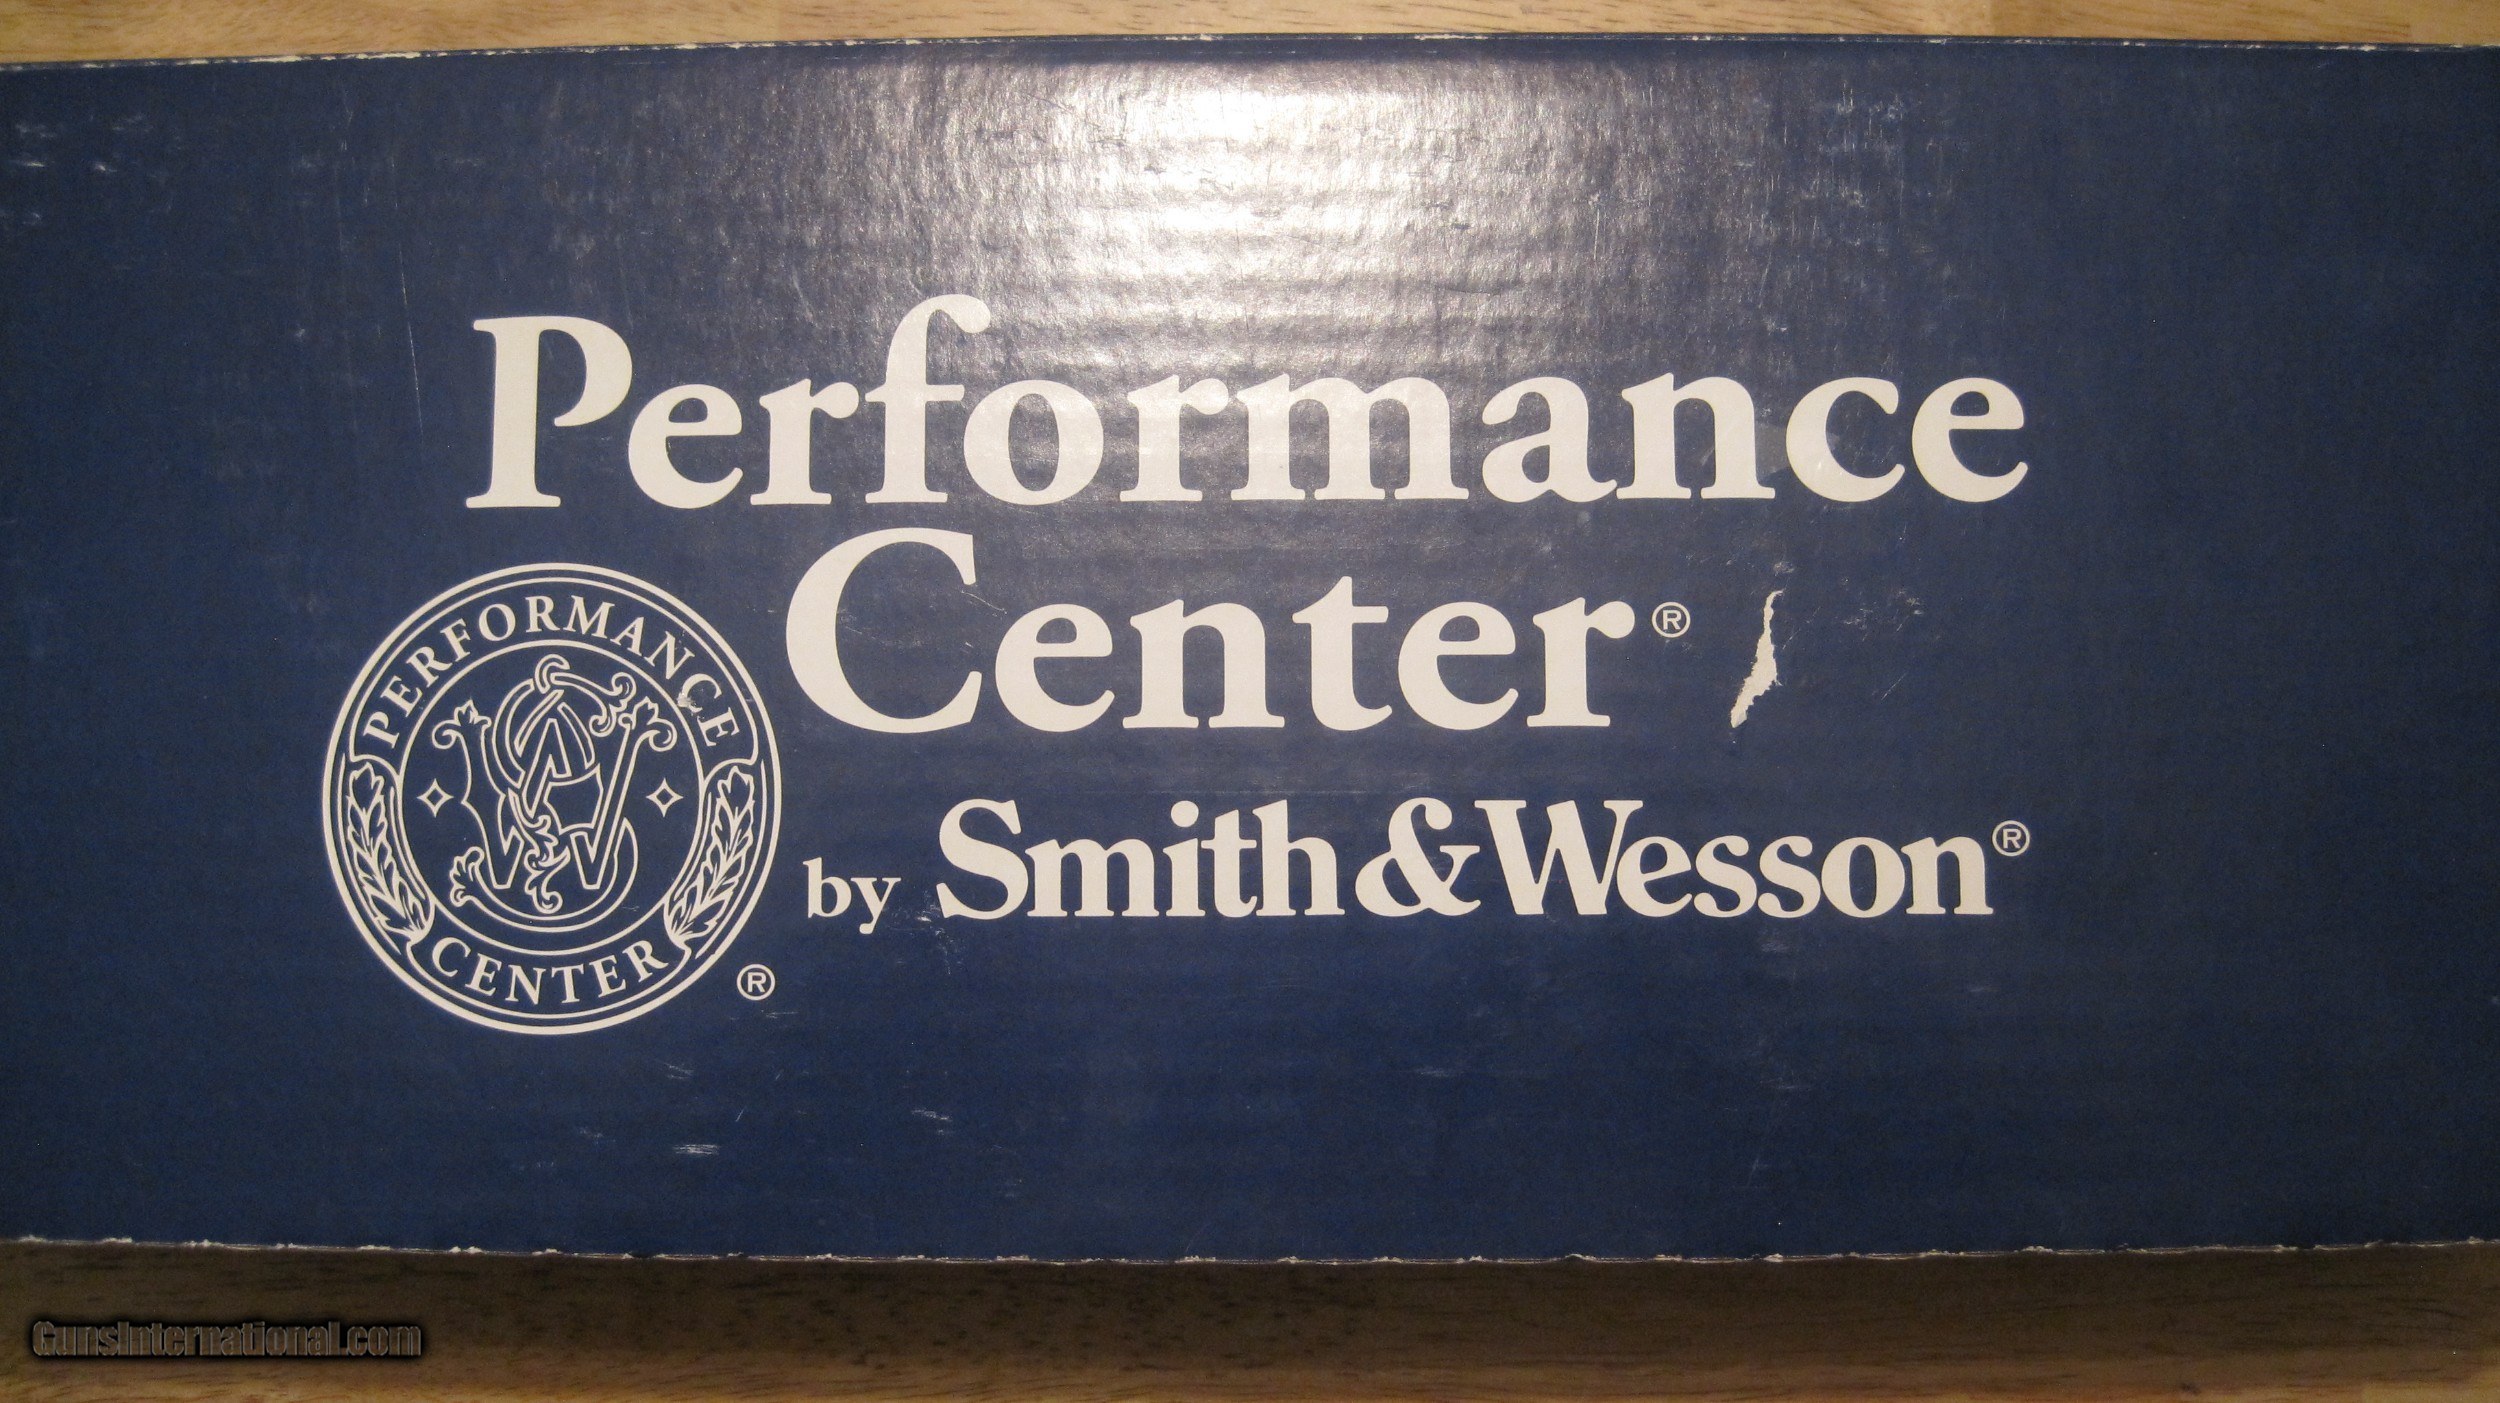 Performance
Center®
PERFORMANCE
CENTER
®
by Smith & Wesson®
GunsInternational.com